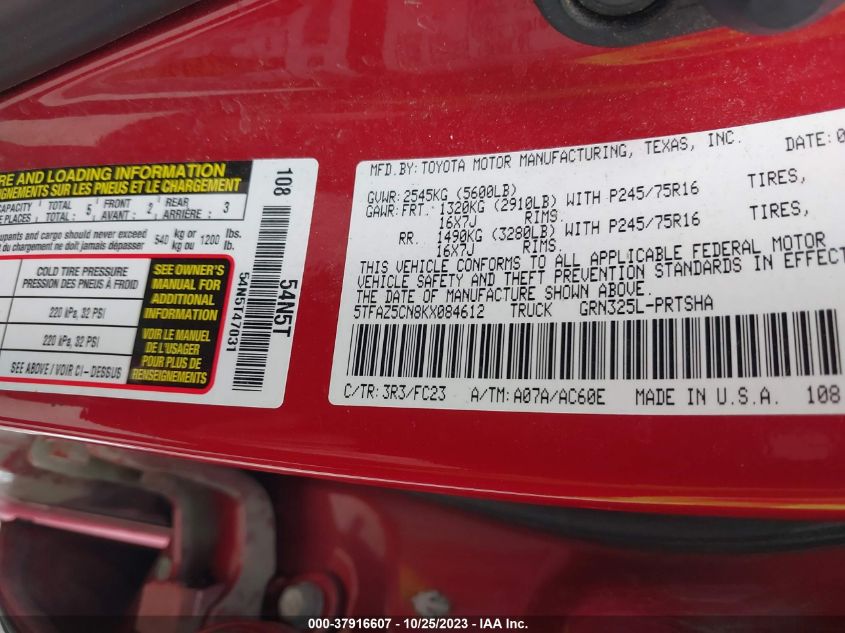 RE AND LOADING INFORMATION
GNEMENTS SUR LES PNEUS ET LE CHARGEMENT
CAPACITY TOTAL 5 FRONT 2 REAR 3
PLACES TOTAL: AVANT: ARRIÈRE:
upants and cargo should never exceed 540 kg or 1200 lbs.
t du chargement ne doit jamais dépasser kg ou lb.
COLD TIRE PRESSURE
PRESSION DES PNEUS À FROID
220 kPa, 32 PSI
220 kPa, 32 PSI
SEE ABOVE / VOIR CI-DESSUS
SEE OWNER'S
MANUAL FOR
ADDITIONAL
INFORMATION
VOIR LE MANUEL
DE L'USAGER
POUR PLUS DE
RENSEIGNEMENTS
108
54N5T
54N5T47031
MFD.BY:TOYOTA MOTOR MANUFACTURING, TEXAS, INC. DATE:0
GVWR:2545KG (5600LB)
GAWR:FRT. 1320KG (2910LB) WITH P245/75R16 TIRES,
16X7J RIMS.
RR. 1490KG (3280LB) WITH P245/75R16 TIRES,
16X7J RIMS.
THIS VEHICLE CONFORMS TO ALL APPLICABLE FEDERAL MOTOR
VEHICLE SAFETY AND THEFT PREVENTION STANDARDS IN EFFECT
THE DATE OF MANUFACTURE SHOWN ABOVE.
5TFAZ5CN8KX084612 TRUCK GRN325L-PRTSHA
C/TR:3R3/FC23 A/TM:A07A/AC60E MADE IN U.S.A. 108
000-37916607 - 10/25/2023 - IAA Inc.